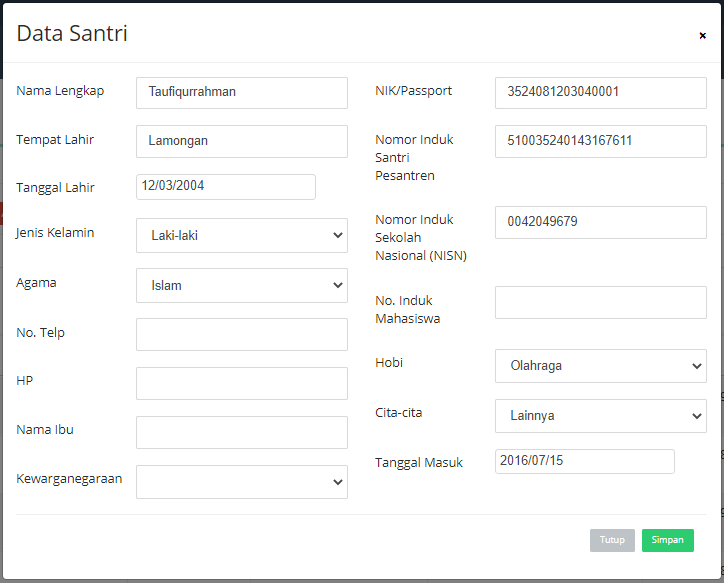 Data Santri
×
Nama Lengkap
Taufiqurrahman
Tempat Lahir
Lamongan
Tanggal Lahir
12/03/2004
Jenis Kelamin
Laki-laki
Agama
Islam
No. Telp
HP
Nama Ibu
Kewarganegaraan
NIK/Passport
3524081203040001
Nomor Induk
Santri
Pesantren
510035240143167611
Nomor Induk
Sekolah
Nasional (NISN)
0042049679
No. Induk
Mahasiswa
Hobi
Olahraga
Cita-cita
Lainnya
Tanggal Masuk
2016/07/15
Tutup
Simpan